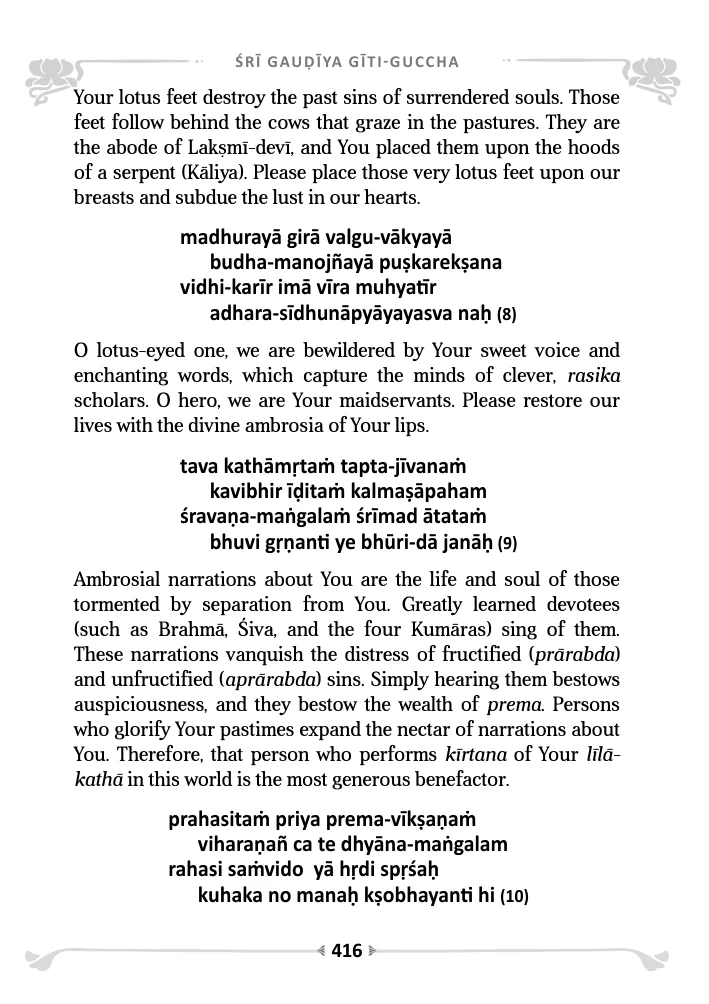 ŚRĪ GAUḌĪYA GĪTI-GUCCHA
Your lotus feet destroy the past sins of surrendered souls. Those
feet follow behind the cows that graze in the pastures. They are
the abode of Lakṣmī-devī, and You placed them upon the hoods
of a serpent (Kāliya). Please place those very lotus feet upon our
breasts and subdue the lust in our hearts.
madhurayā girā valgu-vākyayā
budha-manojñayā puṣkarekṣana
vidhi-karīr imā vīra muhyatīr
adhara-sīdhunāpyāyayasva naḥ (8)
O lotus-eyed one, we are bewildered by Your sweet voice and
enchanting words, which capture the minds of clever, rasika
scholars. O hero, we are Your maidservants. Please restore our
lives with the divine ambrosia of Your lips.
tava kathāmṛtaṁ tapta-jīvanaṁ
kavibhir īḍitaṁ kalmaṣāpaham
śravaṇa-maṅgalaṁ śrīmad ātataṁ
bhuvi gṛṇanti ye bhūri-dā janāḥ (9)
Ambrosial narrations about You are the life and soul of those
tormented by separation from You. Greatly learned devotees
(such as Brahmā, Śiva, and the four Kumāras) sing of them.
These narrations vanquish the distress of fructified (prārabda)
and unfructified (aprārabda) sins. Simply hearing them bestows
auspiciousness, and they bestow the wealth of prema. Persons
who glorify Your pastimes expand the nectar of narrations about
You. Therefore, that person who performs kīrtana of Your līlā-
kathā in this world is the most generous benefactor.
prahasitaṁ priya prema-vīkṣaṇaṁ
viharaṇañ ca te dhyāna-maṅgalam
rahasi saṁvido yā hṛdi spṛśaḥ
kuhaka no manaḥ kṣobhayanti hi (10)
416